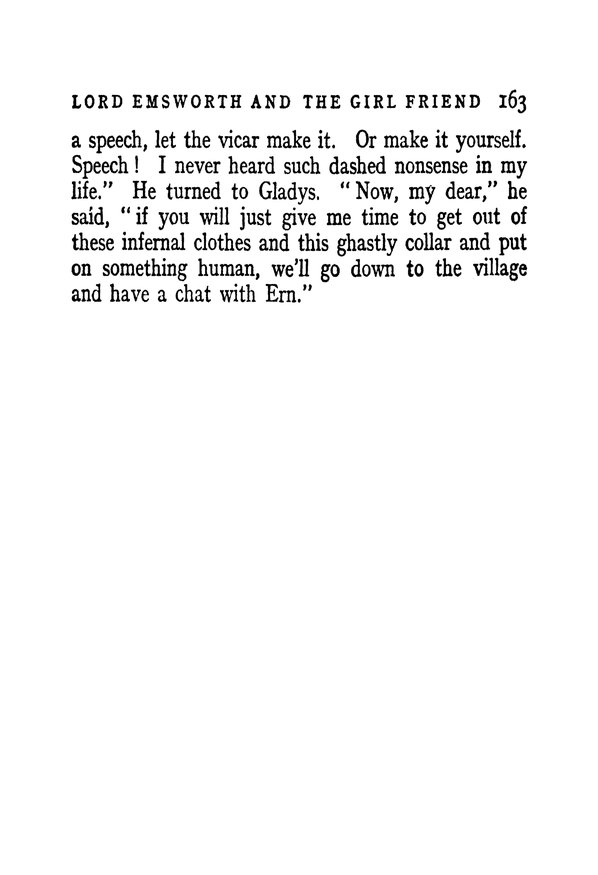 LORD EMSWORTH AND THE GIRL FRIEND 163
a speech, let the vicar make it. Or make it yourself.
Speech ! I never heard such dashed nonsense in my
life.” He turned to Gladys. “ Now, my dear,” he
said, “ if you will just give me time to get out of
these infernal clothes and this ghastly collar and put
on something human, we’ll go down to the village
and have a chat with Ern.”